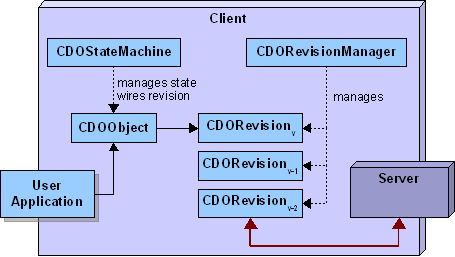 Client
CDOStateMachine
CDORevisionManager
manages state
wires revision
manages
CDOObject
CDORevision v
CDORevision v-1
CDORevision v-2
User
Application
Server